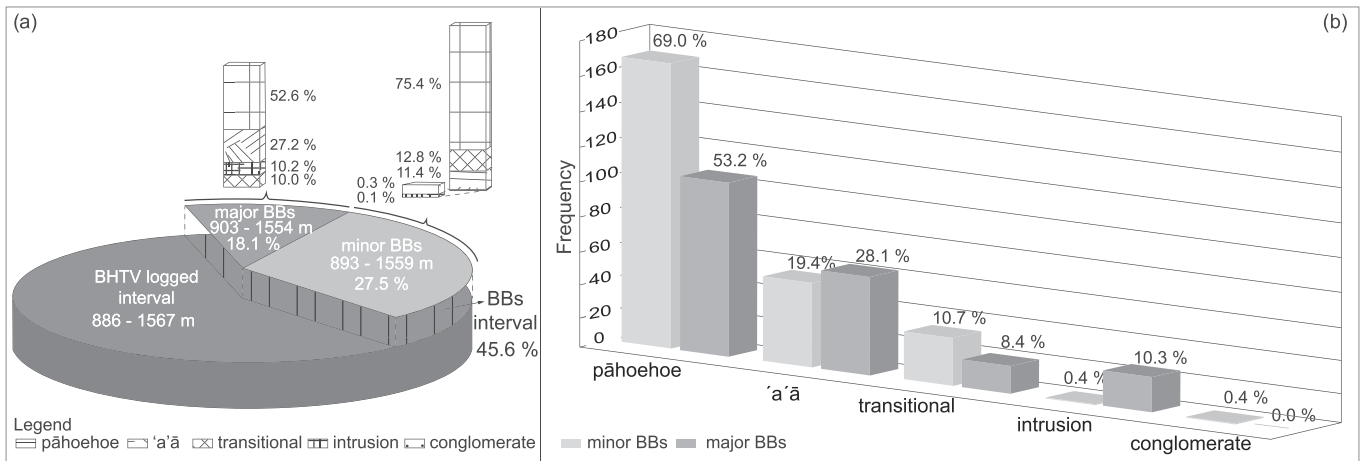 (a)
52.6 %
27.2 %
10.2 %
10.0 %
75.4 %
12.8 %
11.4 %
0.3 %
0.1 %
major BBs
903 - 1554 m
18.1 %
minor BBs
893 - 1559 m
27.5 %
BHTV logged
interval
886 - 1567 m
BBs
interval
45.6 %
Legend
pāhoehoe ‘a’ā transitional intrusion conglomerate
(b)
Frequency
180
160
140
120
100
80
60
40
20
0
69.0 %
53.2 %
19.4%
28.1 %
10.7 %
8.4 %
0.4 %
10.3 %
0.4 %
0.0 %
pāhoehoe
´a´ā
transitional
intrusion
conglomerate
minor BBs major BBs